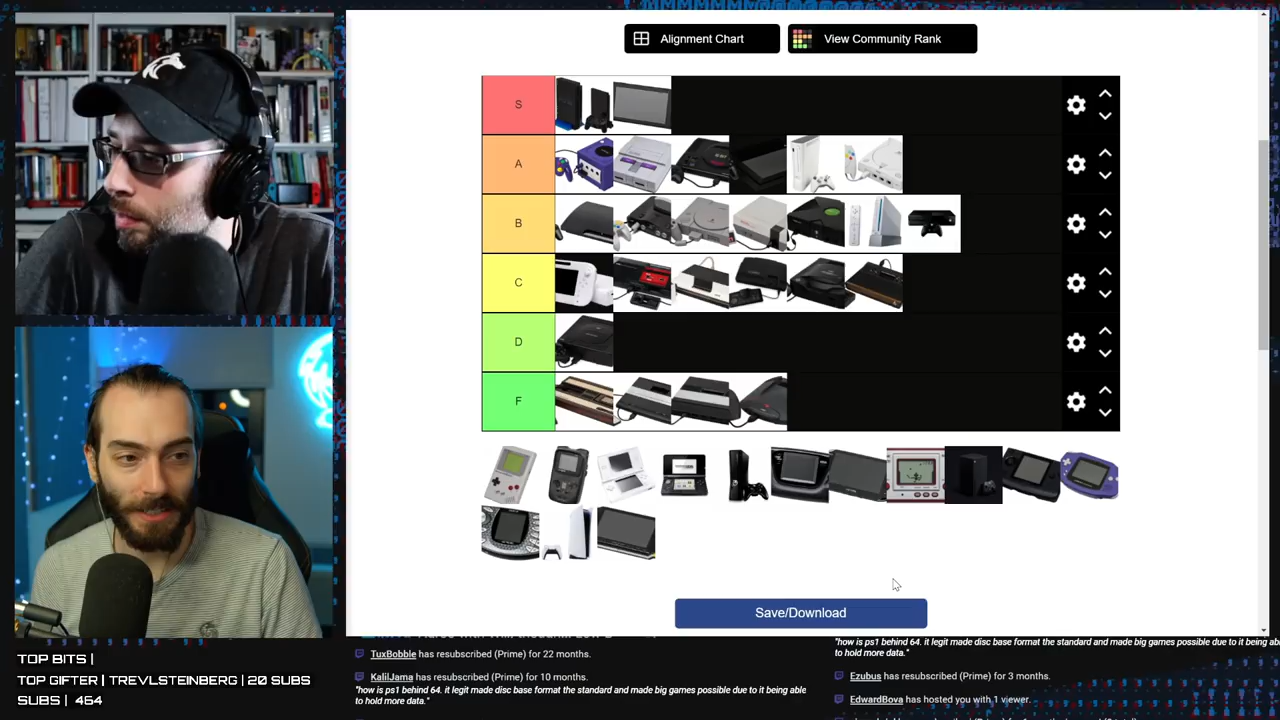 Alignment Chart
View Community Rank
S
A
B
C
D
F
Save/Download
TOP BITS |
TOP GIFTER | TREVLSTEINBERG | 20 SUBS
SUBS | 464
TuxBobble has resubscribed (Prime) for 22 months.
KalilJama has resubscribed (Prime) for 10 months.
"how is ps1 behind 64. it legit made disc base format the standard and made big games possible due to it being able
to hold more data."
"how is ps1 behind 64. it legit made disc base format the standard and made big games possible due to it being abl
to hold more data."
Ezubus has resubscribed (Prime) for 3 months.
EdwardBova has hosted you with 1 viewer.